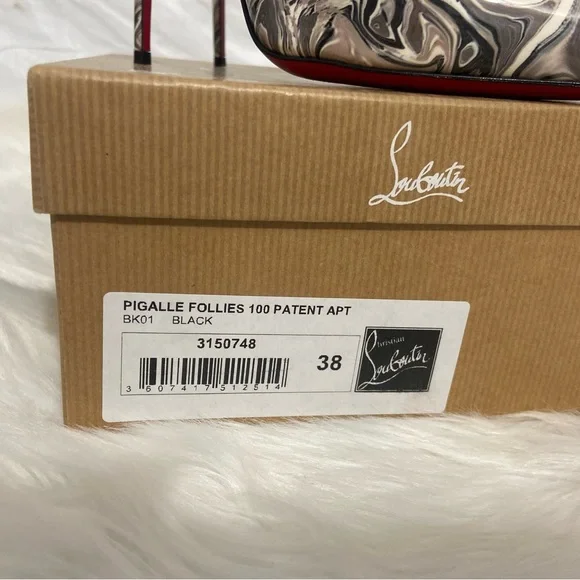 Louboutin
PIGALLE FOLLIES 100 PATENT APT
BK01 BLACK
3150748
38
3 607417 512514
Christian
Louboutin